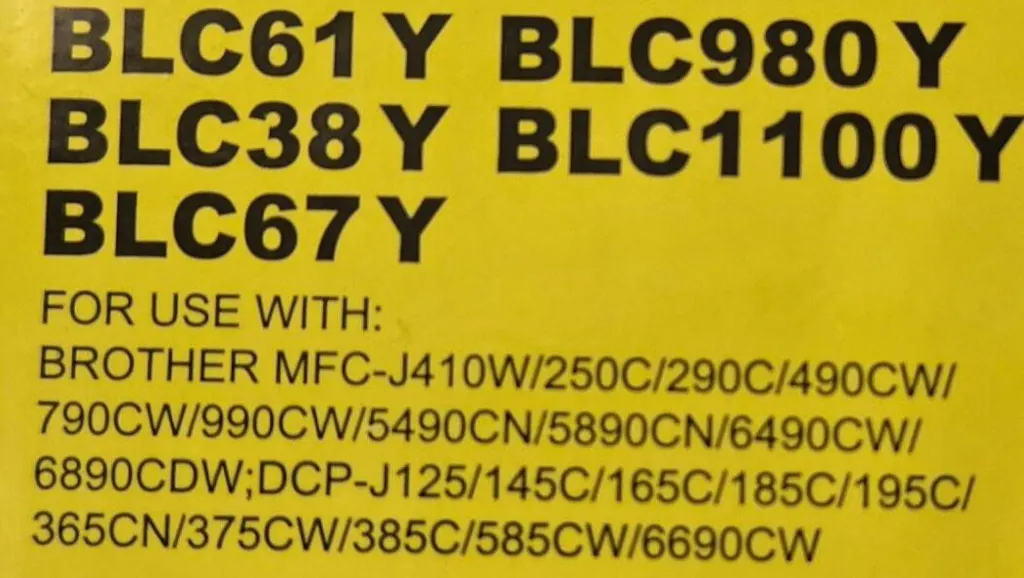 BLC61 Y BLC980 Y
BLC38 Y BLC1100 Y
BLC67 Y
FOR USE WITH:
BROTHER MFC-J410W/250C/290C/490CW/
790CW/990CW/5490CN/5890CN/6490CW/
6890CDW;DCP-J125/145C/165C/185C/195C/
365CN/375CW/385C/585CW/6690CW